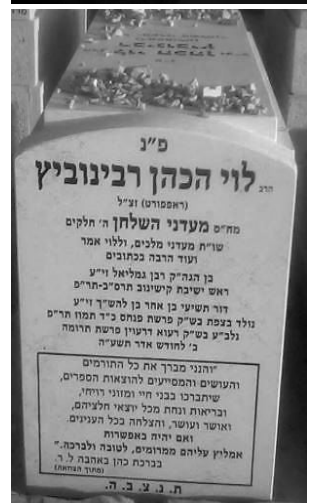 פ"נ
הרב לוי הכהן רבינוביץ
(ראפפורט) זצ"ל
מח"ס מעדני השלחן ה' חלקים
שו"ת מעדני מלכים, וללוי אמר
ועוד הרבה בכתובים
בן הגה"ק רבן גמליאל זי"ע
ראש ישיבת קישינוב תרס"ב-תר"פ
דור תשיעי בן אחר בן להש"ך זי"ע
נולד בצפת בש"ק פרשת פנחס כ"ד תמוז תר"פ
נלב"ע בש"ק רעוא דרעוין פרשת תרומה
ב' לחודש אדר תשע"ה
"והנני מברך את כל התורמים
והעושים והמסייעים להוצאות הספרים,
שיתברכו בבני חיי ומזוני רויחי,
ובריאות ונחת מכל יוצאי חלציהם,
ואושר ועושר, והצלחה בכל הענינים.
ואם יהיה באפשרות
אמליץ עליהם ממרומים, לטובה ולברכה."
בברכת כהן באהבה ל. ר.
(מתוך הצוואה)
ת. נ. צ. ב. ה.